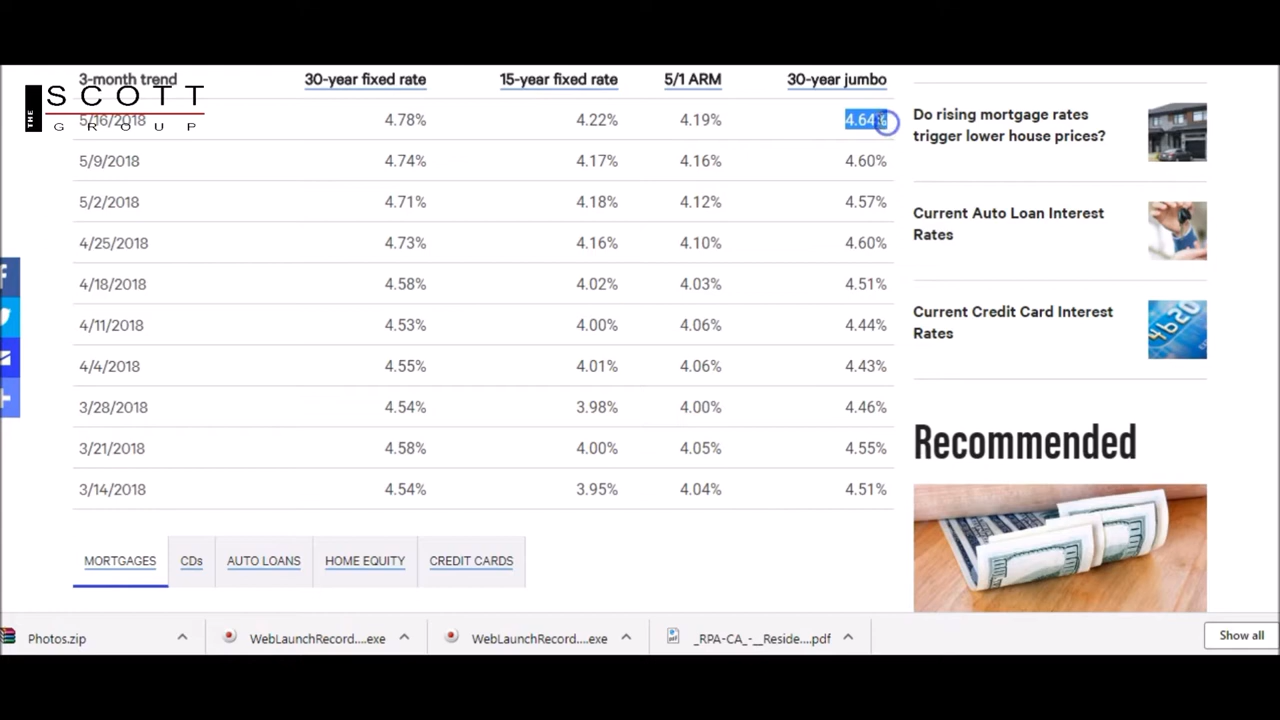 3-month trend 30-year fixed rate 15-year fixed rate 5/1 ARM 30-year jumbo
THE SCOTT GROUP
5/16/2018 4.78% 4.22% 4.19% 4.64%
5/9/2018 4.74% 4.17% 4.16% 4.60%
5/2/2018 4.71% 4.18% 4.12% 4.57%
4/25/2018 4.73% 4.16% 4.10% 4.60%
4/18/2018 4.58% 4.02% 4.03% 4.51%
4/11/2018 4.53% 4.00% 4.06% 4.44%
4/4/2018 4.55% 4.01% 4.06% 4.43%
3/28/2018 4.54% 3.98% 4.00% 4.46%
3/21/2018 4.58% 4.00% 4.05% 4.55%
3/14/2018 4.54% 3.95% 4.04% 4.51%
MORTGAGES CDs AUTO LOANS HOME EQUITY CREDIT CARDS
Do rising mortgage rates
trigger lower house prices?
Current Auto Loan Interest
Rates
Current Credit Card Interest
Rates
4620
Recommended
Photos.zip WebLaunchRecord....exe WebLaunchRecord....exe _RPA-CA_-__Reside....pdf Show all